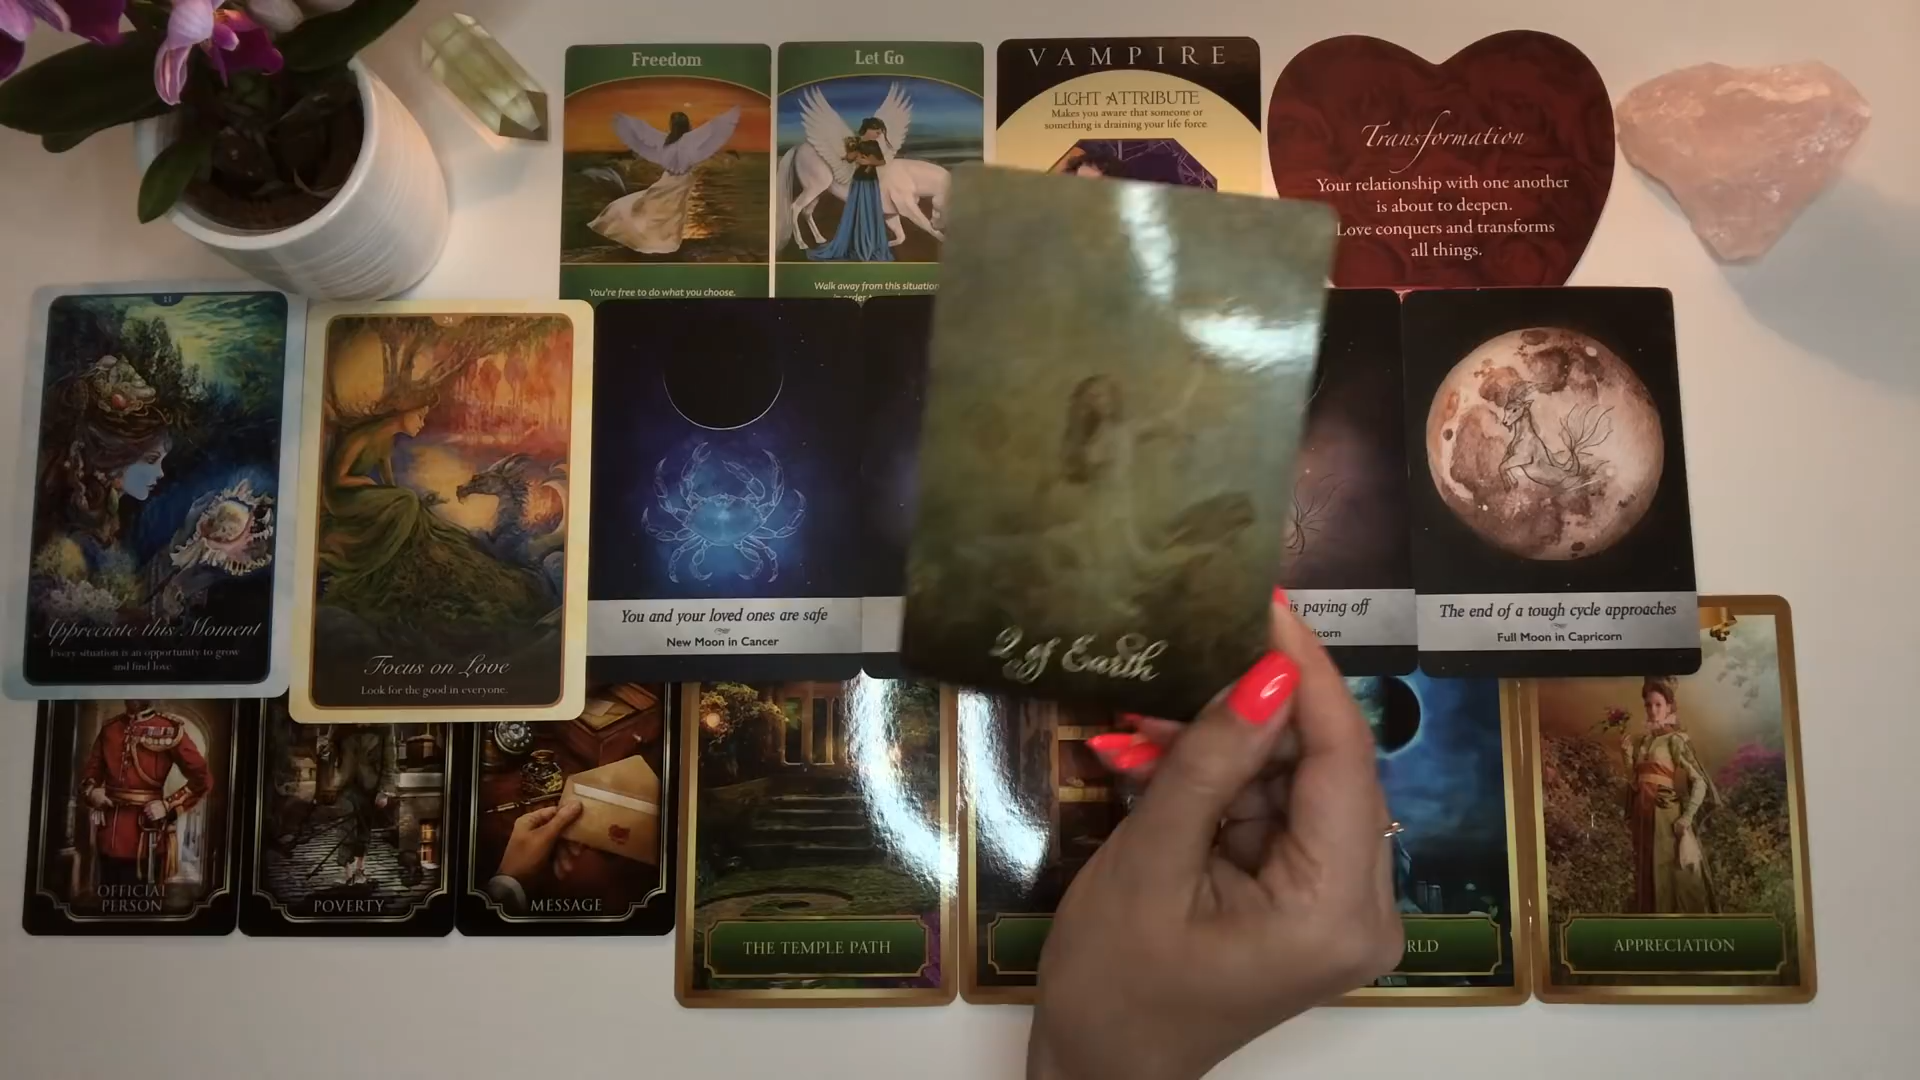 Freedom
You're free to do what you choose.
Let Go
Walk away from this situation
VAMPIRE
LIGHT ATTRIBUTE
Makes you aware that someone or
something is draining your life force
Transformation
Your relationship with one another
is about to deepen.
Love conquers and transforms
all things.
23
Appreciate this Moment
Every situation is an opportunity to grow
and find love.
24
Focus on Love
Look for the good in everyone.
You and your loved ones are safe
New Moon in Cancer
2 of Earth
is paying off
icorn
The end of a tough cycle approaches
Full Moon in Capricorn
OFFICIAL
PERSON
POVERTY
MESSAGE
THE TEMPLE PATH
RLD
APPRECIATION